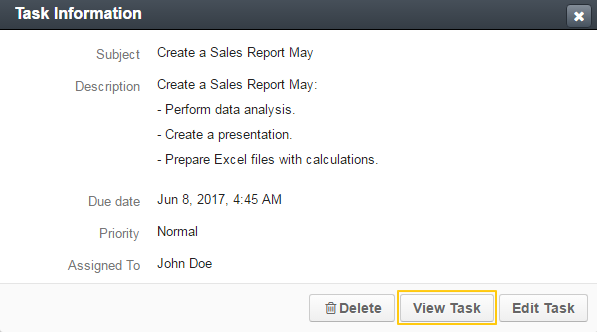 Task Information
Subject Create a Sales Report May
Description Create a Sales Report May:
- Perform data analysis.
- Create a presentation.
- Prepare Excel files with calculations.
Due date Jun 8, 2017, 4:45 AM
Priority Normal
Assigned To John Doe
Delete View Task Edit Task